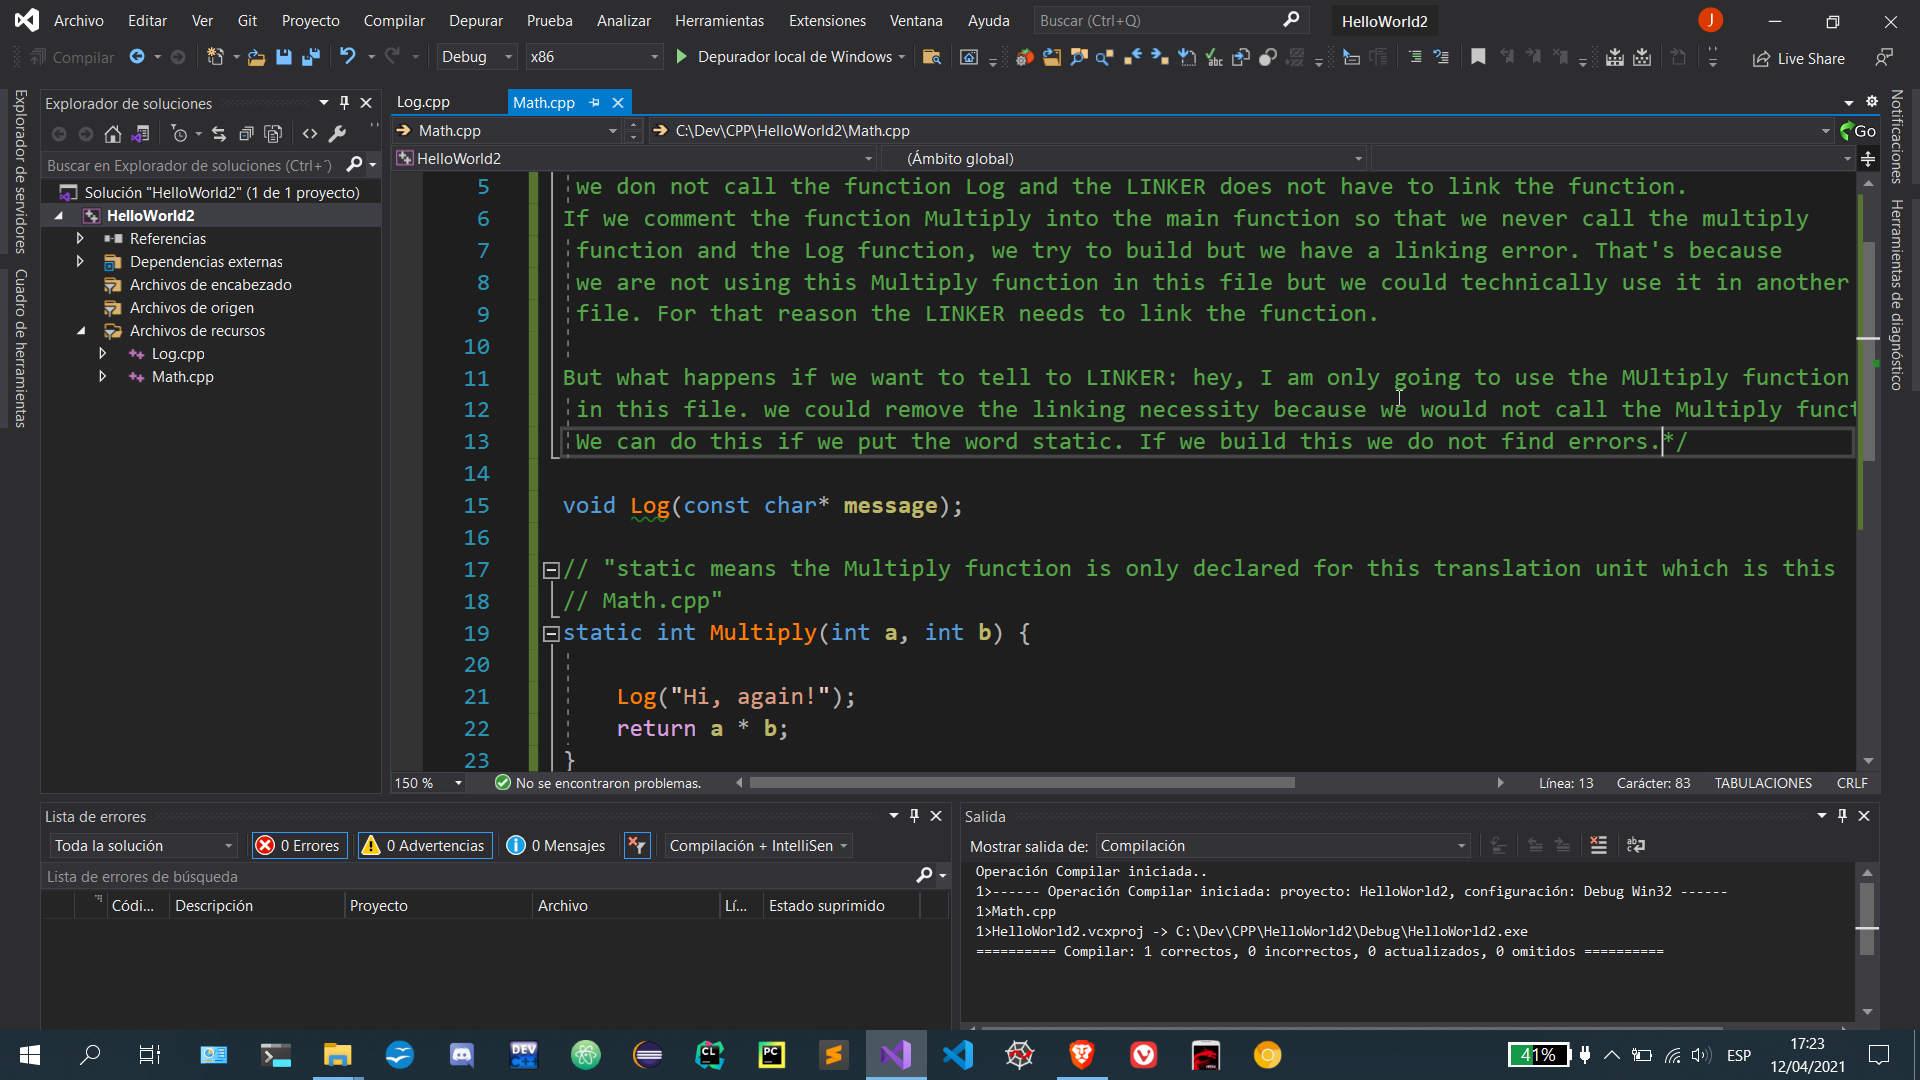 Archivo Editar Ver Git Proyecto Compilar Depurar Prueba Analizar Herramientas Extensiones Ventana Ayuda Buscar (Ctrl+Q) HelloWorld2 J
Compilar Debug x86 Depurador local de Windows Live Share
Explorador de servidores
Cuadro de herramientas
Explorador de soluciones
Buscar en Explorador de soluciones (Ctrl+´)
Solución "HelloWorld2" (1 de 1 proyecto)
HelloWorld2
Referencias
Dependencias externas
Archivos de encabezado
Archivos de origen
Archivos de recursos
Log.cpp
Math.cpp
Log.cpp Math.cpp
Math.cpp C:\Dev\CPP\HelloWorld2\Math.cpp Go
HelloWorld2 (Ámbito global)
5 we don not call the function Log and the LINKER does not have to link the function.
6 If we comment the function Multiply into the main function so that we never call the multiply
7 function and the Log function, we try to build but we have a linking error. That's because
8 we are not using this Multiply function in this file but we could technically use it in another
9 file. For that reason the LINKER needs to link the function.
10
11 But what happens if we want to tell to LINKER: hey, I am only going to use the MUltiply function
12 in this file. we could remove the linking necessity because we would not call the Multiply funct
13 We can do this if we put the word static. If we build this we do not find errors.*/
14
15 void Log(const char* message);
16
17 // "static means the Multiply function is only declared for this translation unit which is this
18 // Math.cpp"
19 static int Multiply(int a, int b) {
20
21 Log("Hi, again!");
22 return a * b;
23 }
150 % No se encontraron problemas. Línea: 13 Carácter: 83 TABULACIONES CRLF
Notificaciones
Herramientas de diagnóstico
Lista de errores
Toda la solución 0 Errores 0 Advertencias 0 Mensajes Compilación + IntelliSen
Lista de errores de búsqueda
Códi... Descripción Proyecto Archivo Lí... Estado suprimido
Salida
Mostrar salida de: Compilación
Operación Compilar iniciada..
1>------ Operación Compilar iniciada: proyecto: HelloWorld2, configuración: Debug Win32 ------
1>Math.cpp
1>HelloWorld2.vcxproj -> C:\Dev\CPP\HelloWorld2\Debug\HelloWorld2.exe
========== Compilar: 1 correctos, 0 incorrectos, 0 actualizados, 0 omitidos ==========
DEV C++ CL PC 41% ESP
17:23
12/04/2021